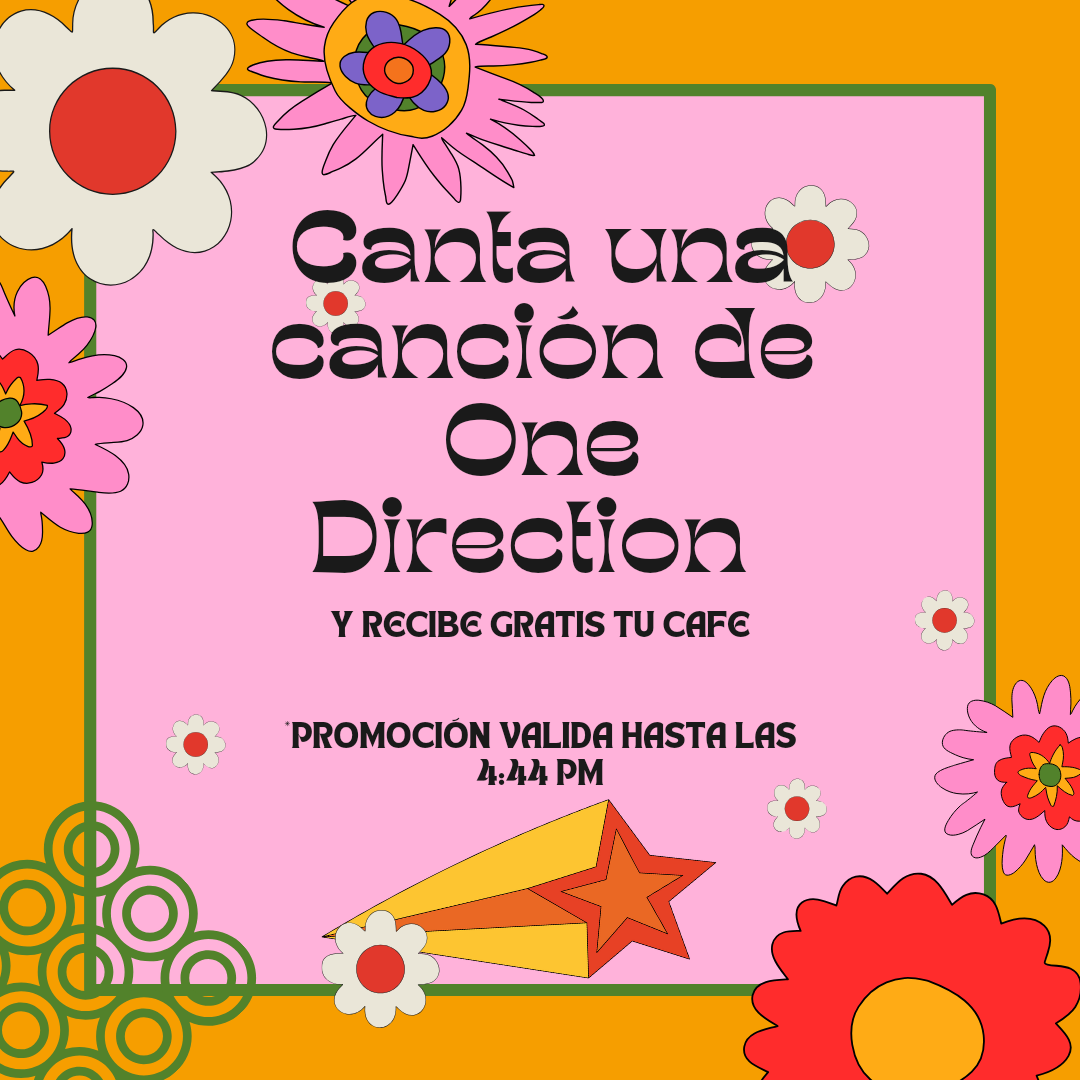 Canta una
canción de
One
Direction
Y RECIBE GRATIS TU CAFE
*PROMOCIÓN VALIDA HASTA LAS
4:44 PM